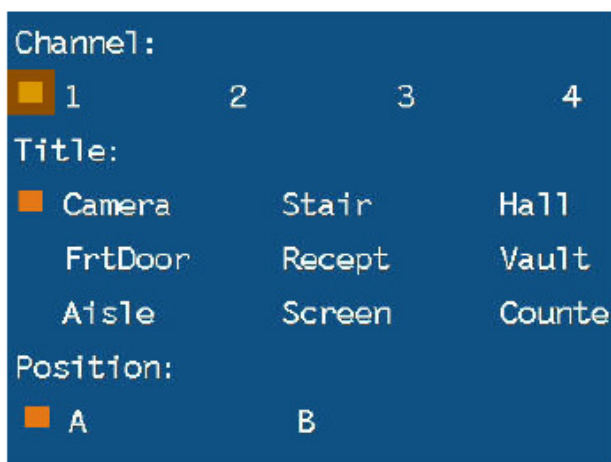 Channel:
1 2 3 4
Title:
Camera Stair Hall
FrtDoor Recept Vault
Aisle Screen Counte
Position:
A B